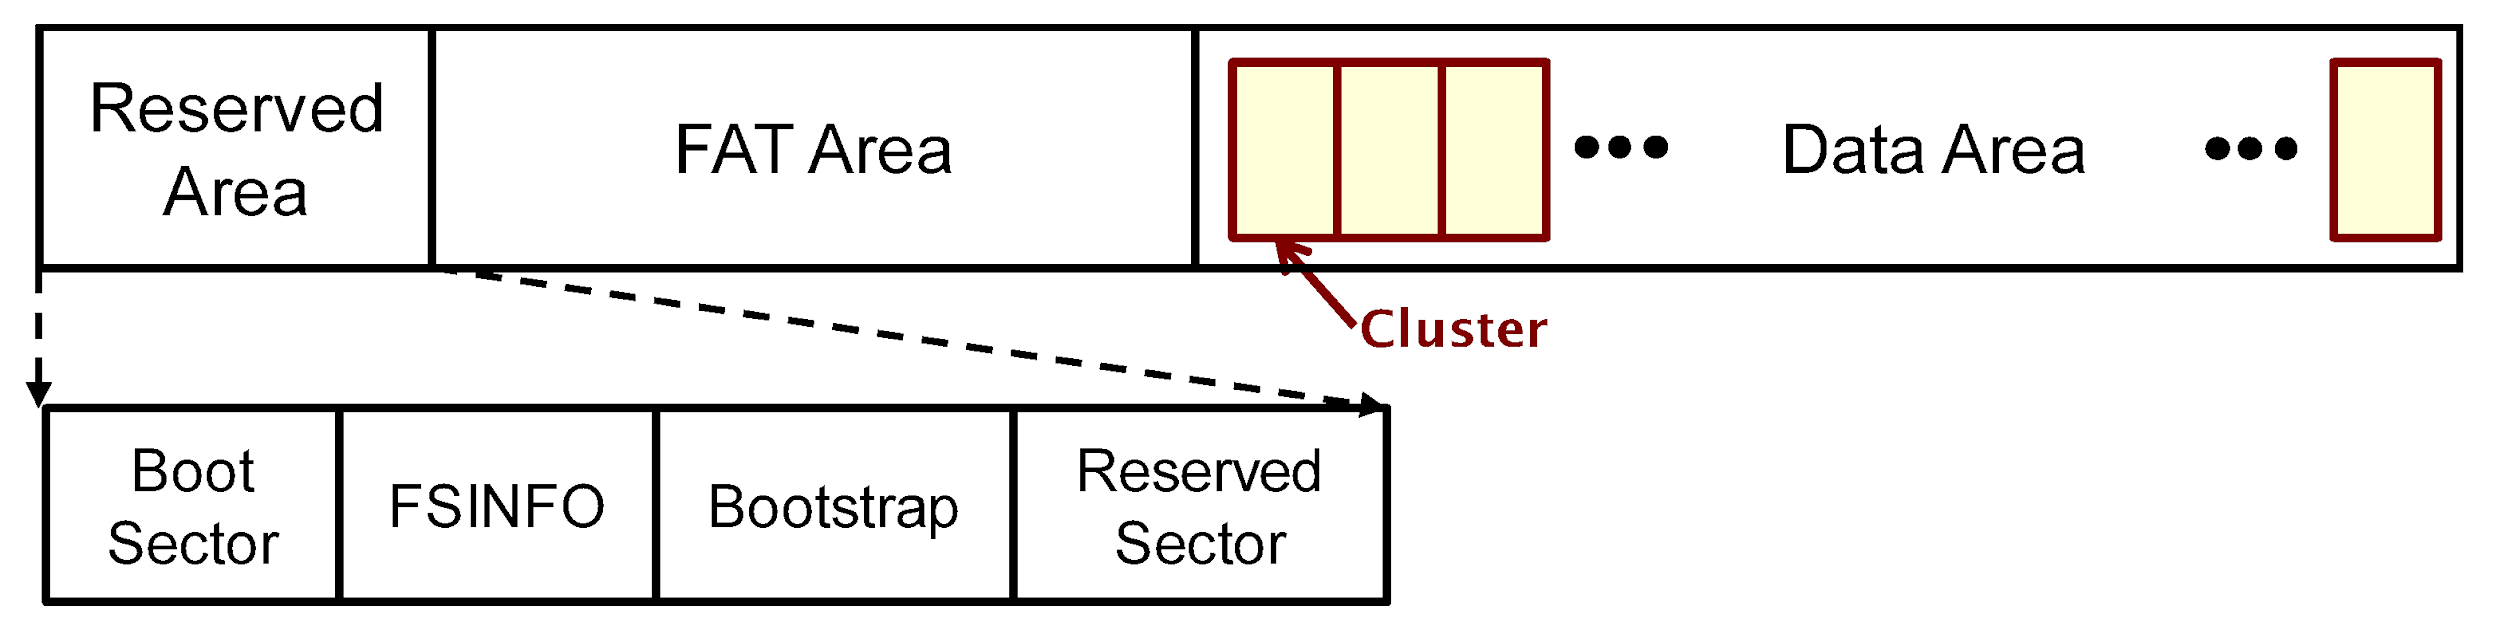 Reserved
Area
FAT Area
••• Data Area •••
Cluster
Boot
Sector
FSINFO
Bootstrap
Reserved
Sector